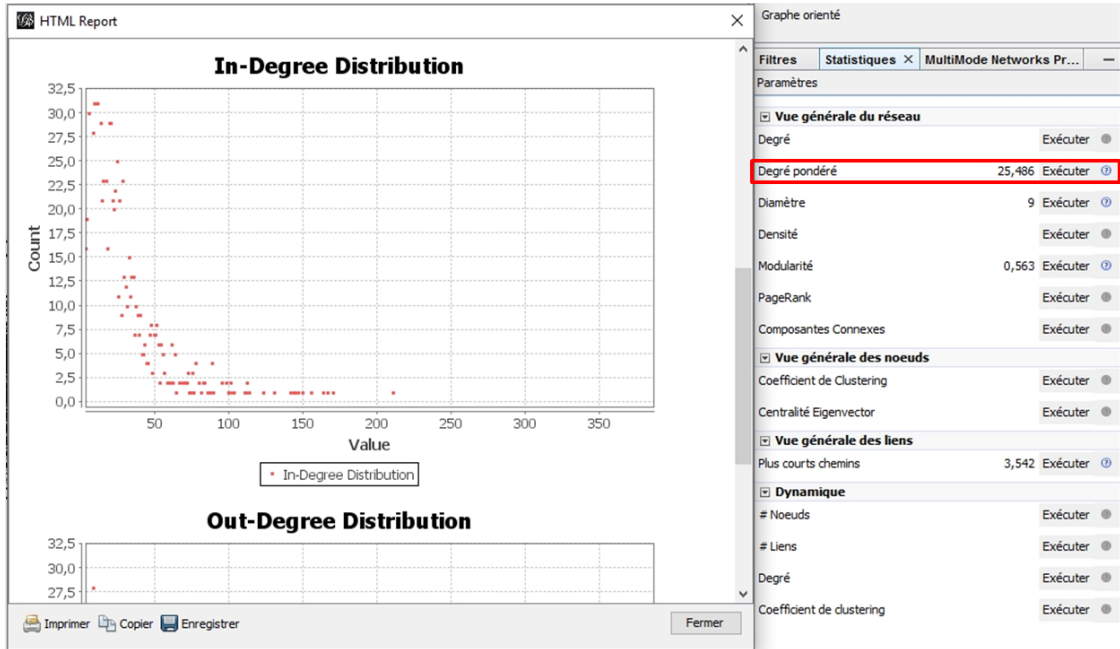 HTML Report
In-Degree Distribution
32,5
30,0
27,5
25,0
22,5
20,0
17,5
15,0
12,5
10,0
7,5
5,0
2,5
0,0
Count
50 100 150 200 250 300 350
Value
In-Degree Distribution
Out-Degree Distribution
32,5
30,0
27,5
Imprimer Copier Enregistrer Fermer
Graphe orienté
Filtres Statistiques × MultiMode Networks Pr...
Paramètres
Vue générale du réseau
Degré Exécuter
Degré pondéré 25,486 Exécuter
Diamètre 9 Exécuter
Densité Exécuter
Modularité 0,563 Exécuter
PageRank Exécuter
Composantes Connexes Exécuter
Vue générale des noeuds
Coefficient de Clustering Exécuter
Centralité Eigenvector Exécuter
Vue générale des liens
Plus courts chemins 3,542 Exécuter
Dynamique
# Noeuds Exécuter
# Liens Exécuter
Degré Exécuter
Coefficient de clustering Exécuter